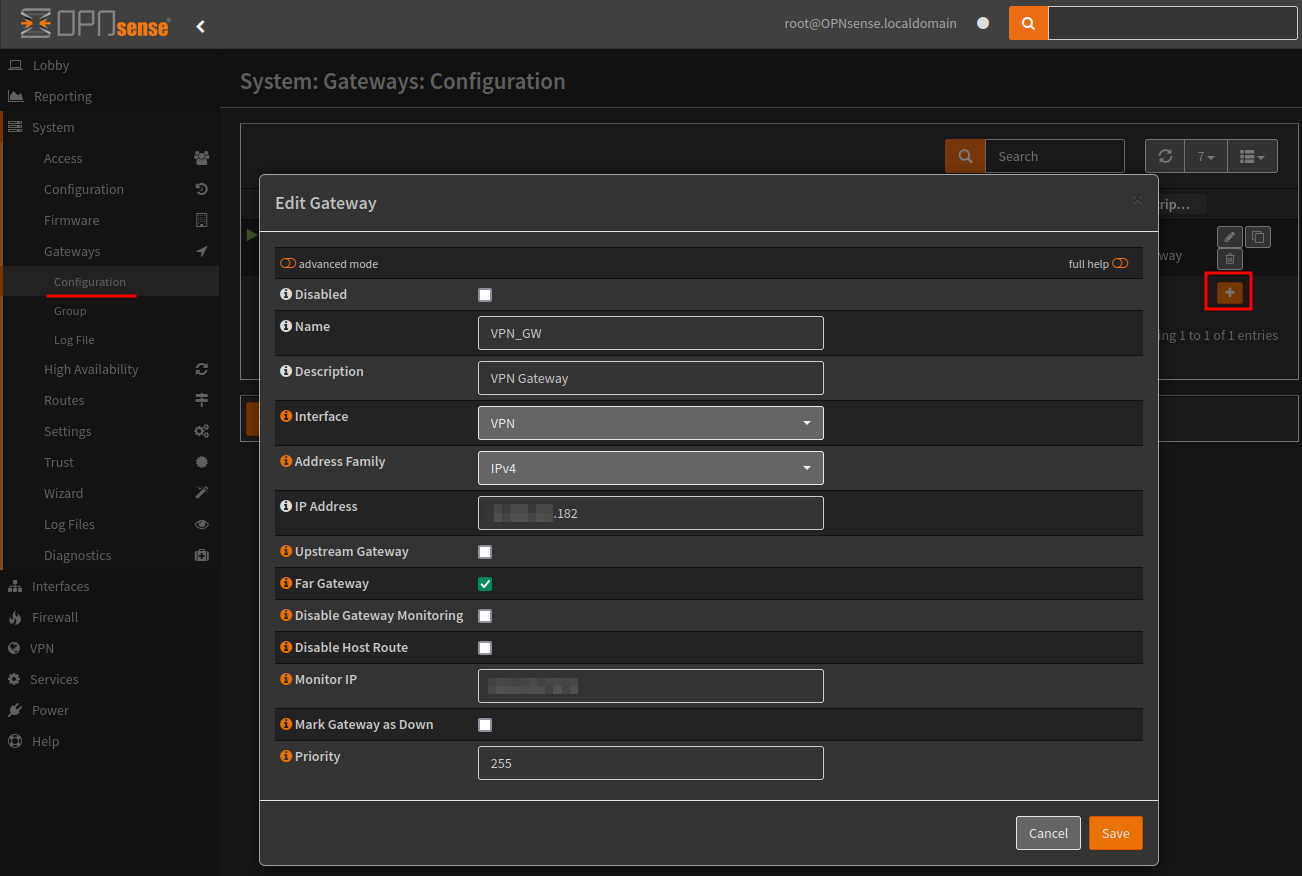 OPNsense
root@OPNsense.localdomain
Lobby
Reporting
System
Access
Configuration
Firmware
Gateways
Configuration
Group
Log File
High Availability
Routes
Settings
Trust
Wizard
Log Files
Diagnostics
Interfaces
Firewall
VPN
Services
Power
Help
System: Gateways: Configuration
Search
7
Edit Gateway
advanced mode
full help
Disabled
Name
VPN_GW
Description
VPN Gateway
Interface
VPN
Address Family
IPv4
IP Address
.182
Upstream Gateway
Far Gateway
Disable Gateway Monitoring
Disable Host Route
Monitor IP
Mark Gateway as Down
Priority
255
Cancel
Save
rip...
way
ing 1 to 1 of 1 entries